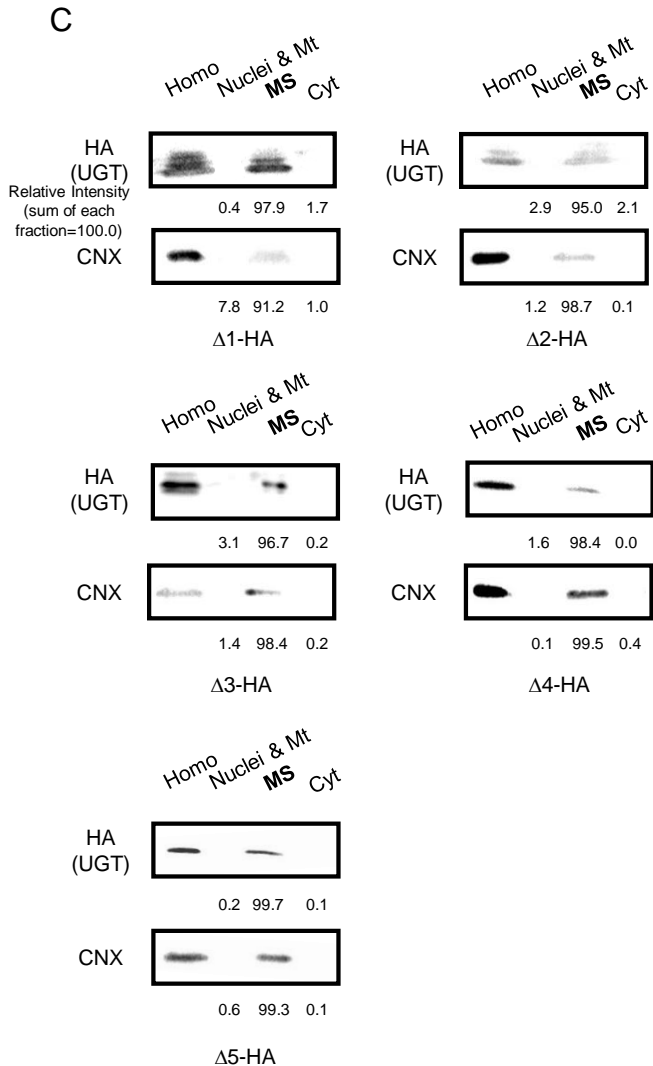 C
Homo Nuclei & Mt MS Cyt
HA
(UGT)
Relative Intensity
(sum of each
fraction=100.0)
0.4 97.9 1.7
CNX
7.8 91.2 1.0
Δ1-HA
Homo Nuclei & Mt MS Cyt
HA
(UGT)
2.9 95.0 2.1
CNX
1.2 98.7 0.1
Δ2-HA
Homo Nuclei & Mt MS Cyt
HA
(UGT)
3.1 96.7 0.2
CNX
1.4 98.4 0.2
Δ3-HA
Homo Nuclei & Mt MS Cyt
HA
(UGT)
1.6 98.4 0.0
CNX
0.1 99.5 0.4
Δ4-HA
Homo Nuclei & Mt MS Cyt
HA
(UGT)
0.2 99.7 0.1
CNX
0.6 99.3 0.1
Δ5-HA